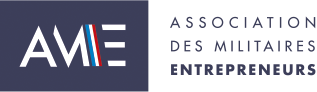 AME
ASSOCIATION
DES MILITAIRES
ENTREPRENEURS